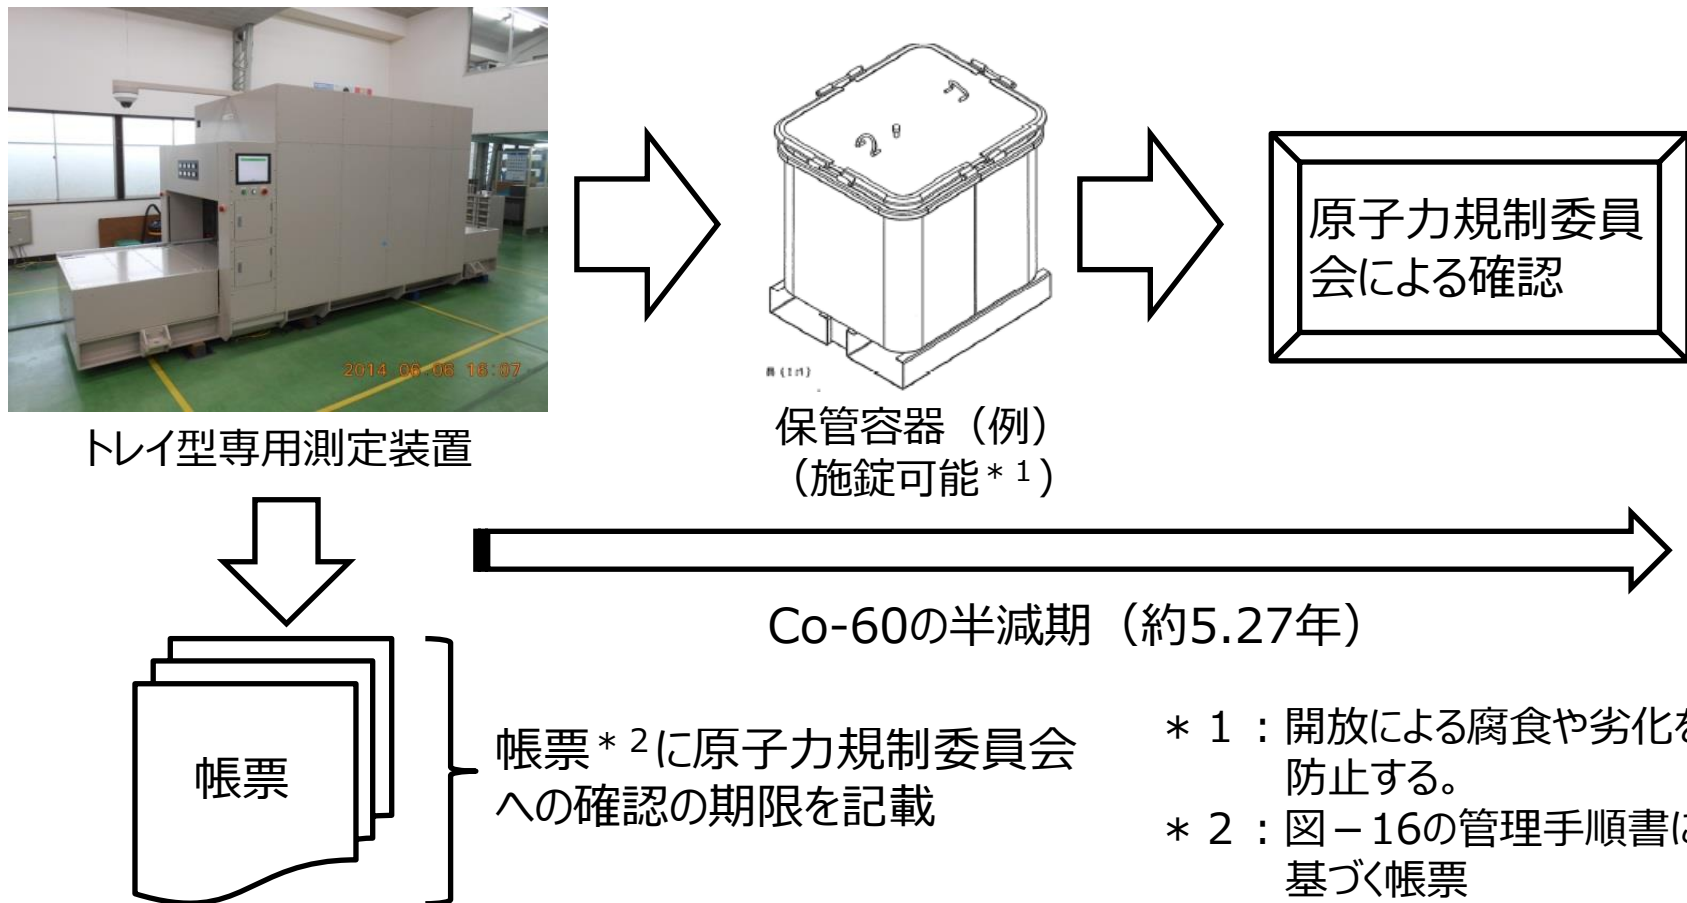 2014 06·06 16:07
トレイ型専用測定装置
保管容器（例）
（施錠可能＊1）
原子力規制委員
会による確認
Co-60の半減期（約5.27年）
帳票
帳票＊2に原子力規制委員会
への確認の期限を記載
＊１：開放による腐食や劣化を
防止する。
＊２：図－16の管理手順書に
基づく帳票